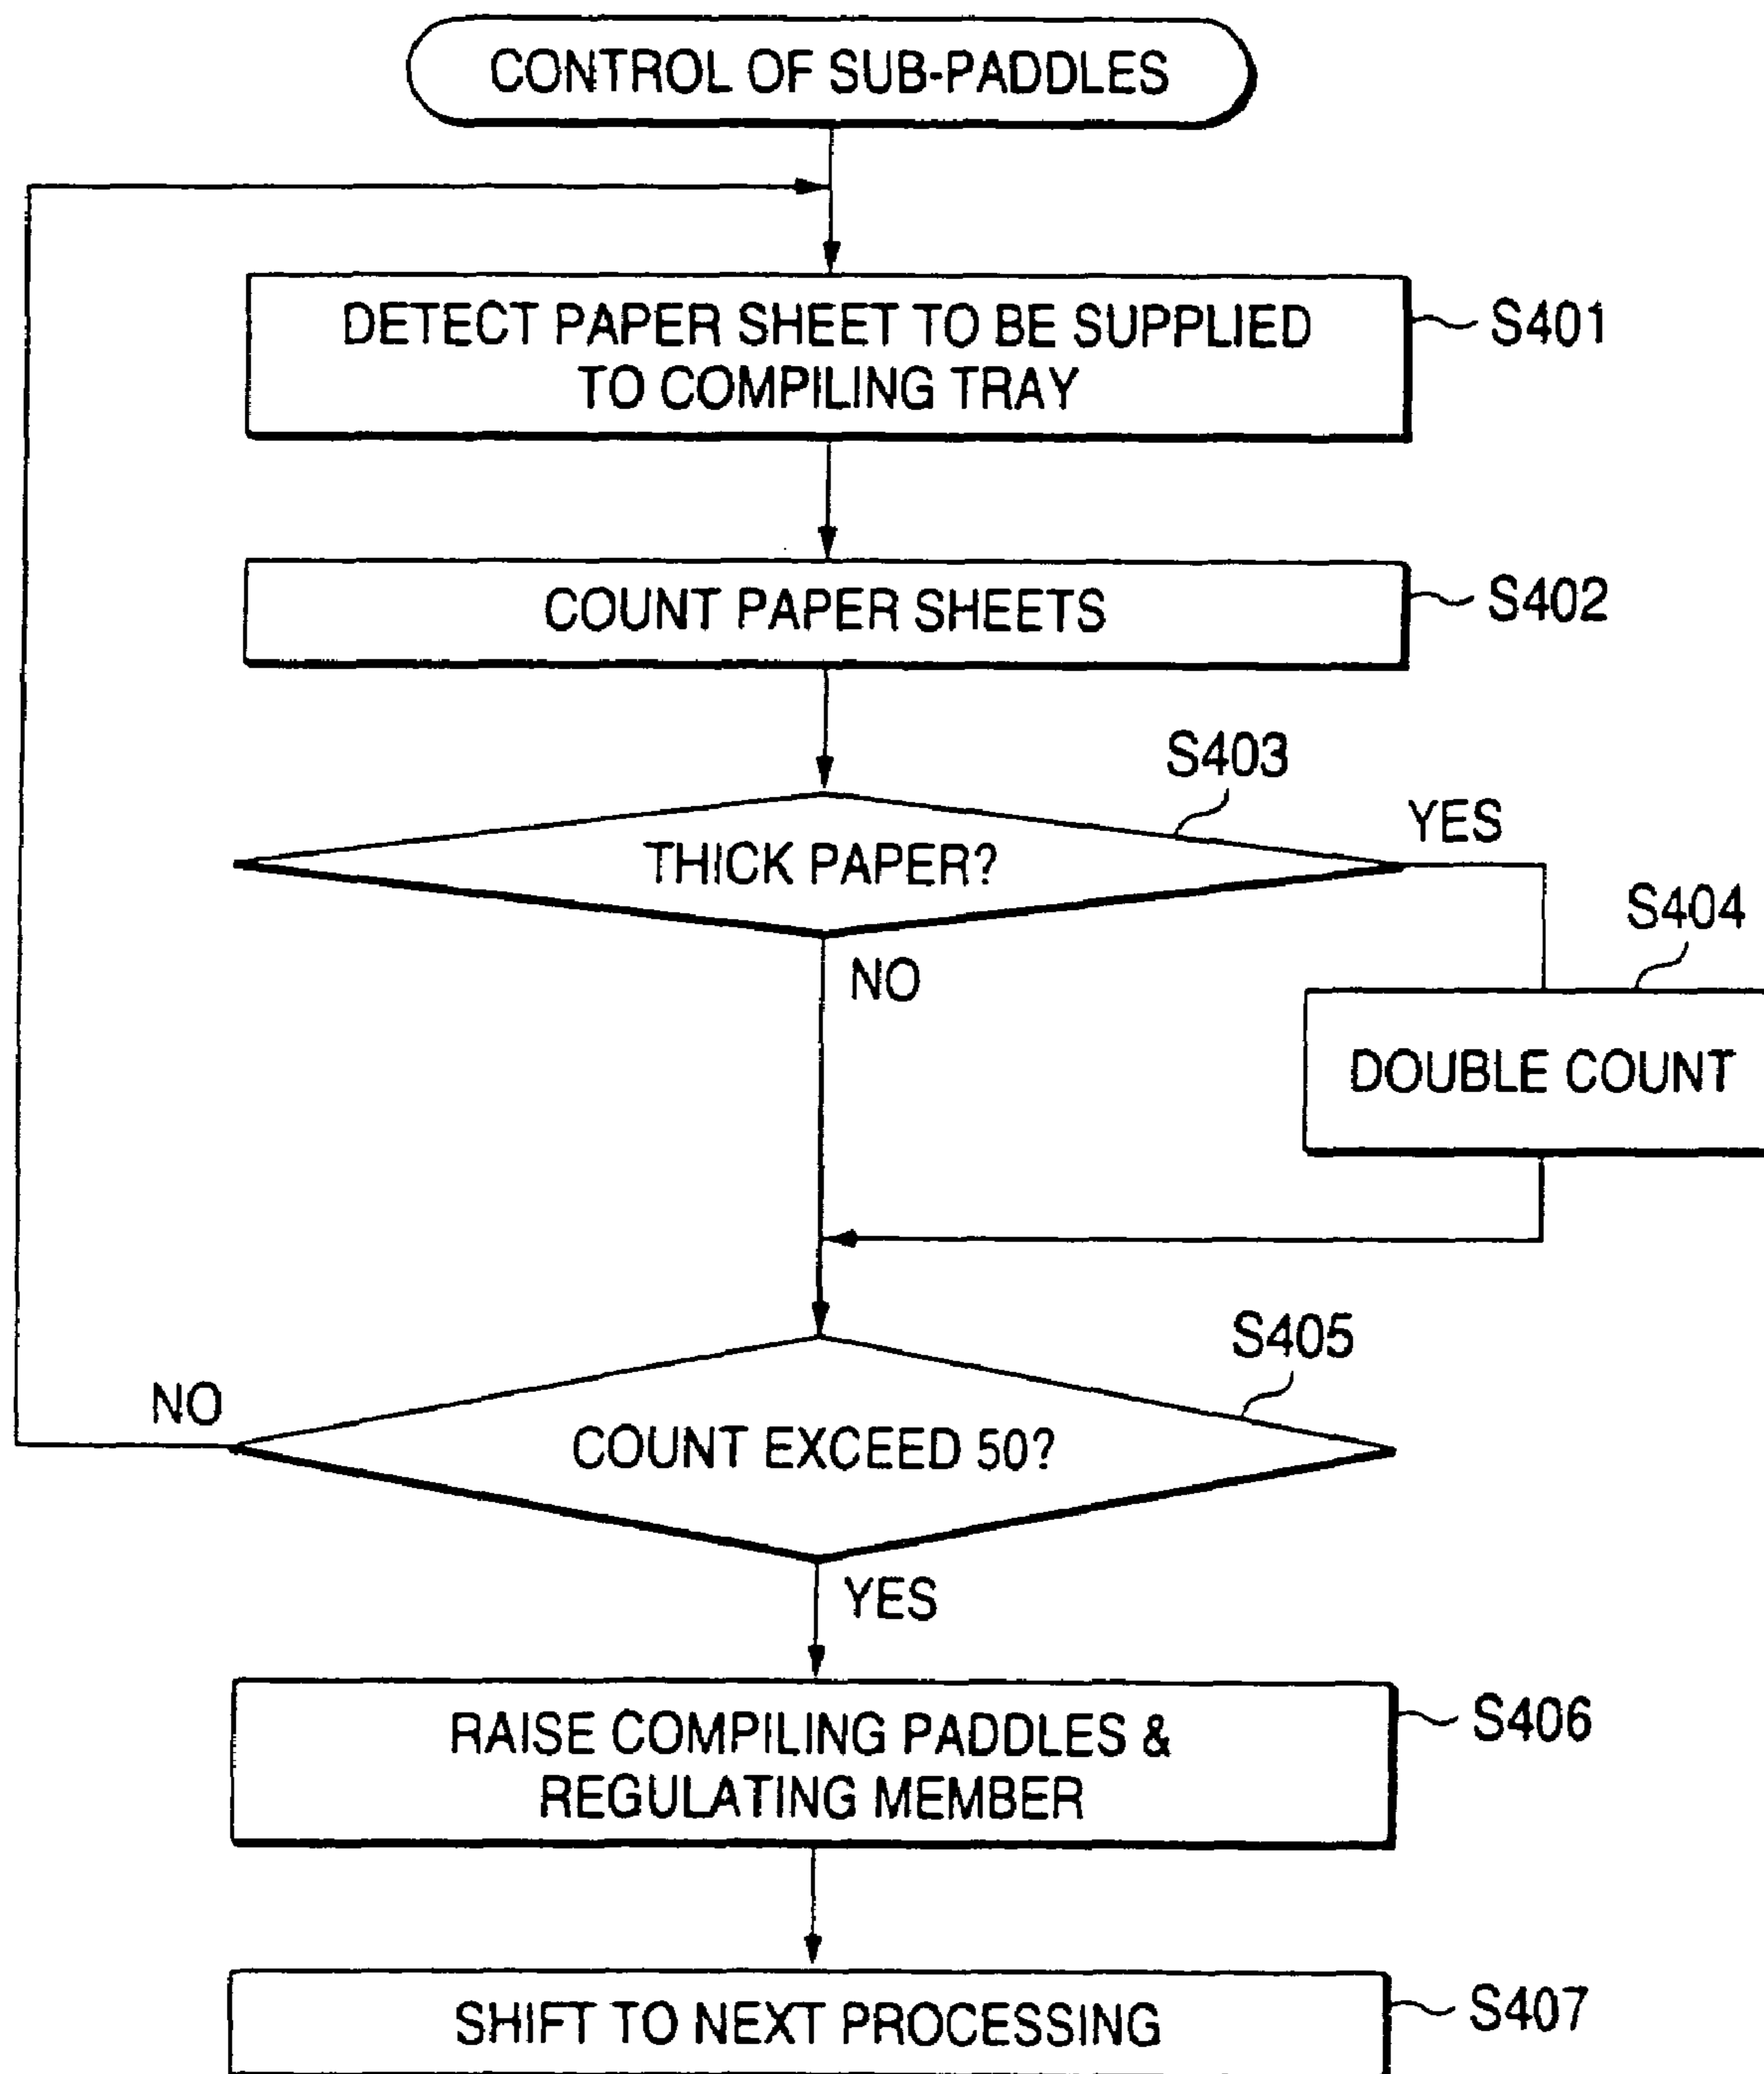 CONTROL OF SUB-PADDLES
DETECT PAPER SHEET TO BE SUPPLIED
TO COMPILING TRAY
S401
COUNT PAPER SHEETS
S402
S403
THICK PAPER?
YES
NO
S404
DOUBLE COUNT
S405
COUNT EXCEED 50?
NO
YES
RAISE COMPILING PADDLES &
REGULATING MEMBER
S406
SHIFT TO NEXT PROCESSING
S407